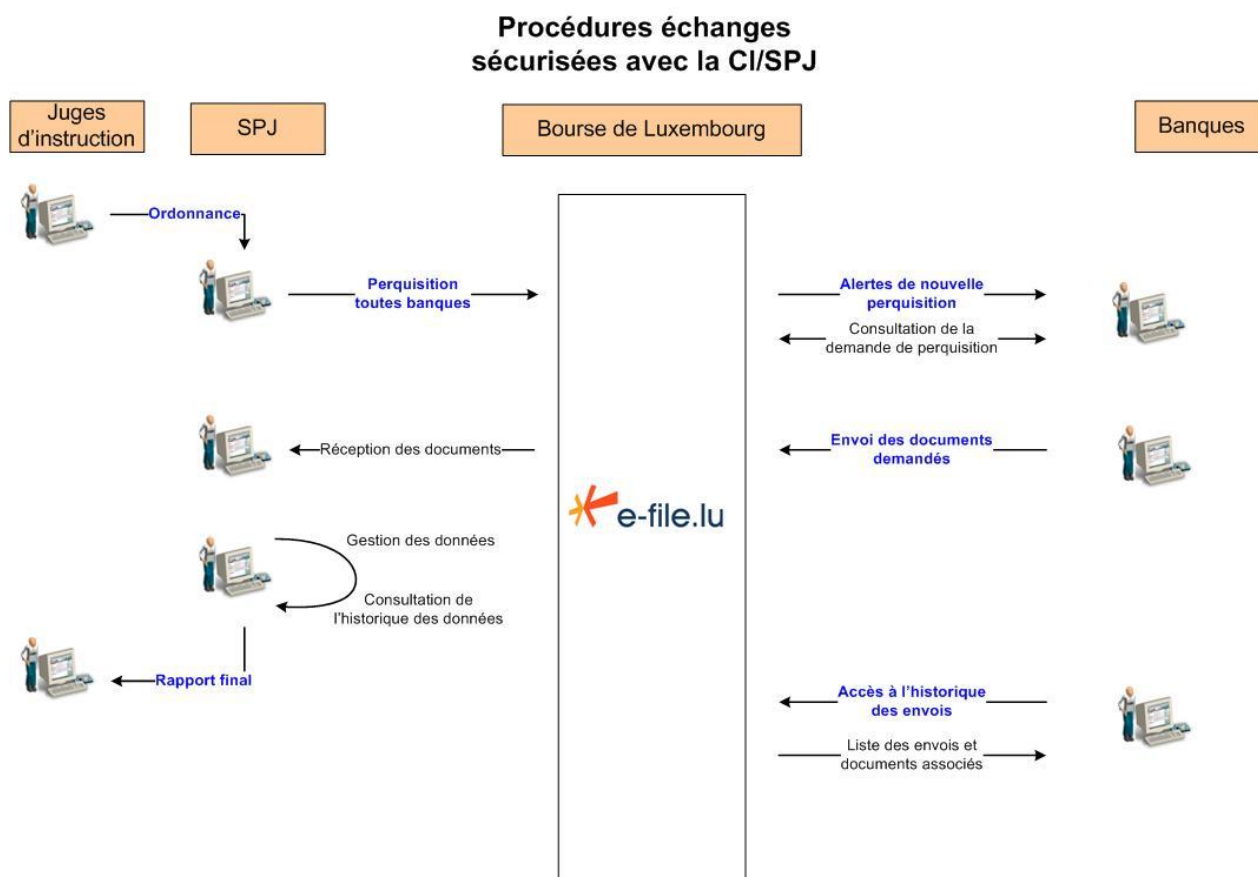 Procédures échanges
sécurisées avec la CI/SPJ
Juges
d'instruction
SPJ
Bourse de Luxembourg
Banques
Ordonnance
Perquisition
toutes banques
Alertes de nouvelle
perquisition
Consultation de la
demande de perquisition
Réception des documents
Envoi des documents
demandés
e-file.lu
Gestion des données
Consultation de
l'historique des données
Rapport final
Accès à l'historique
des envois
Liste des envois et
documents associés